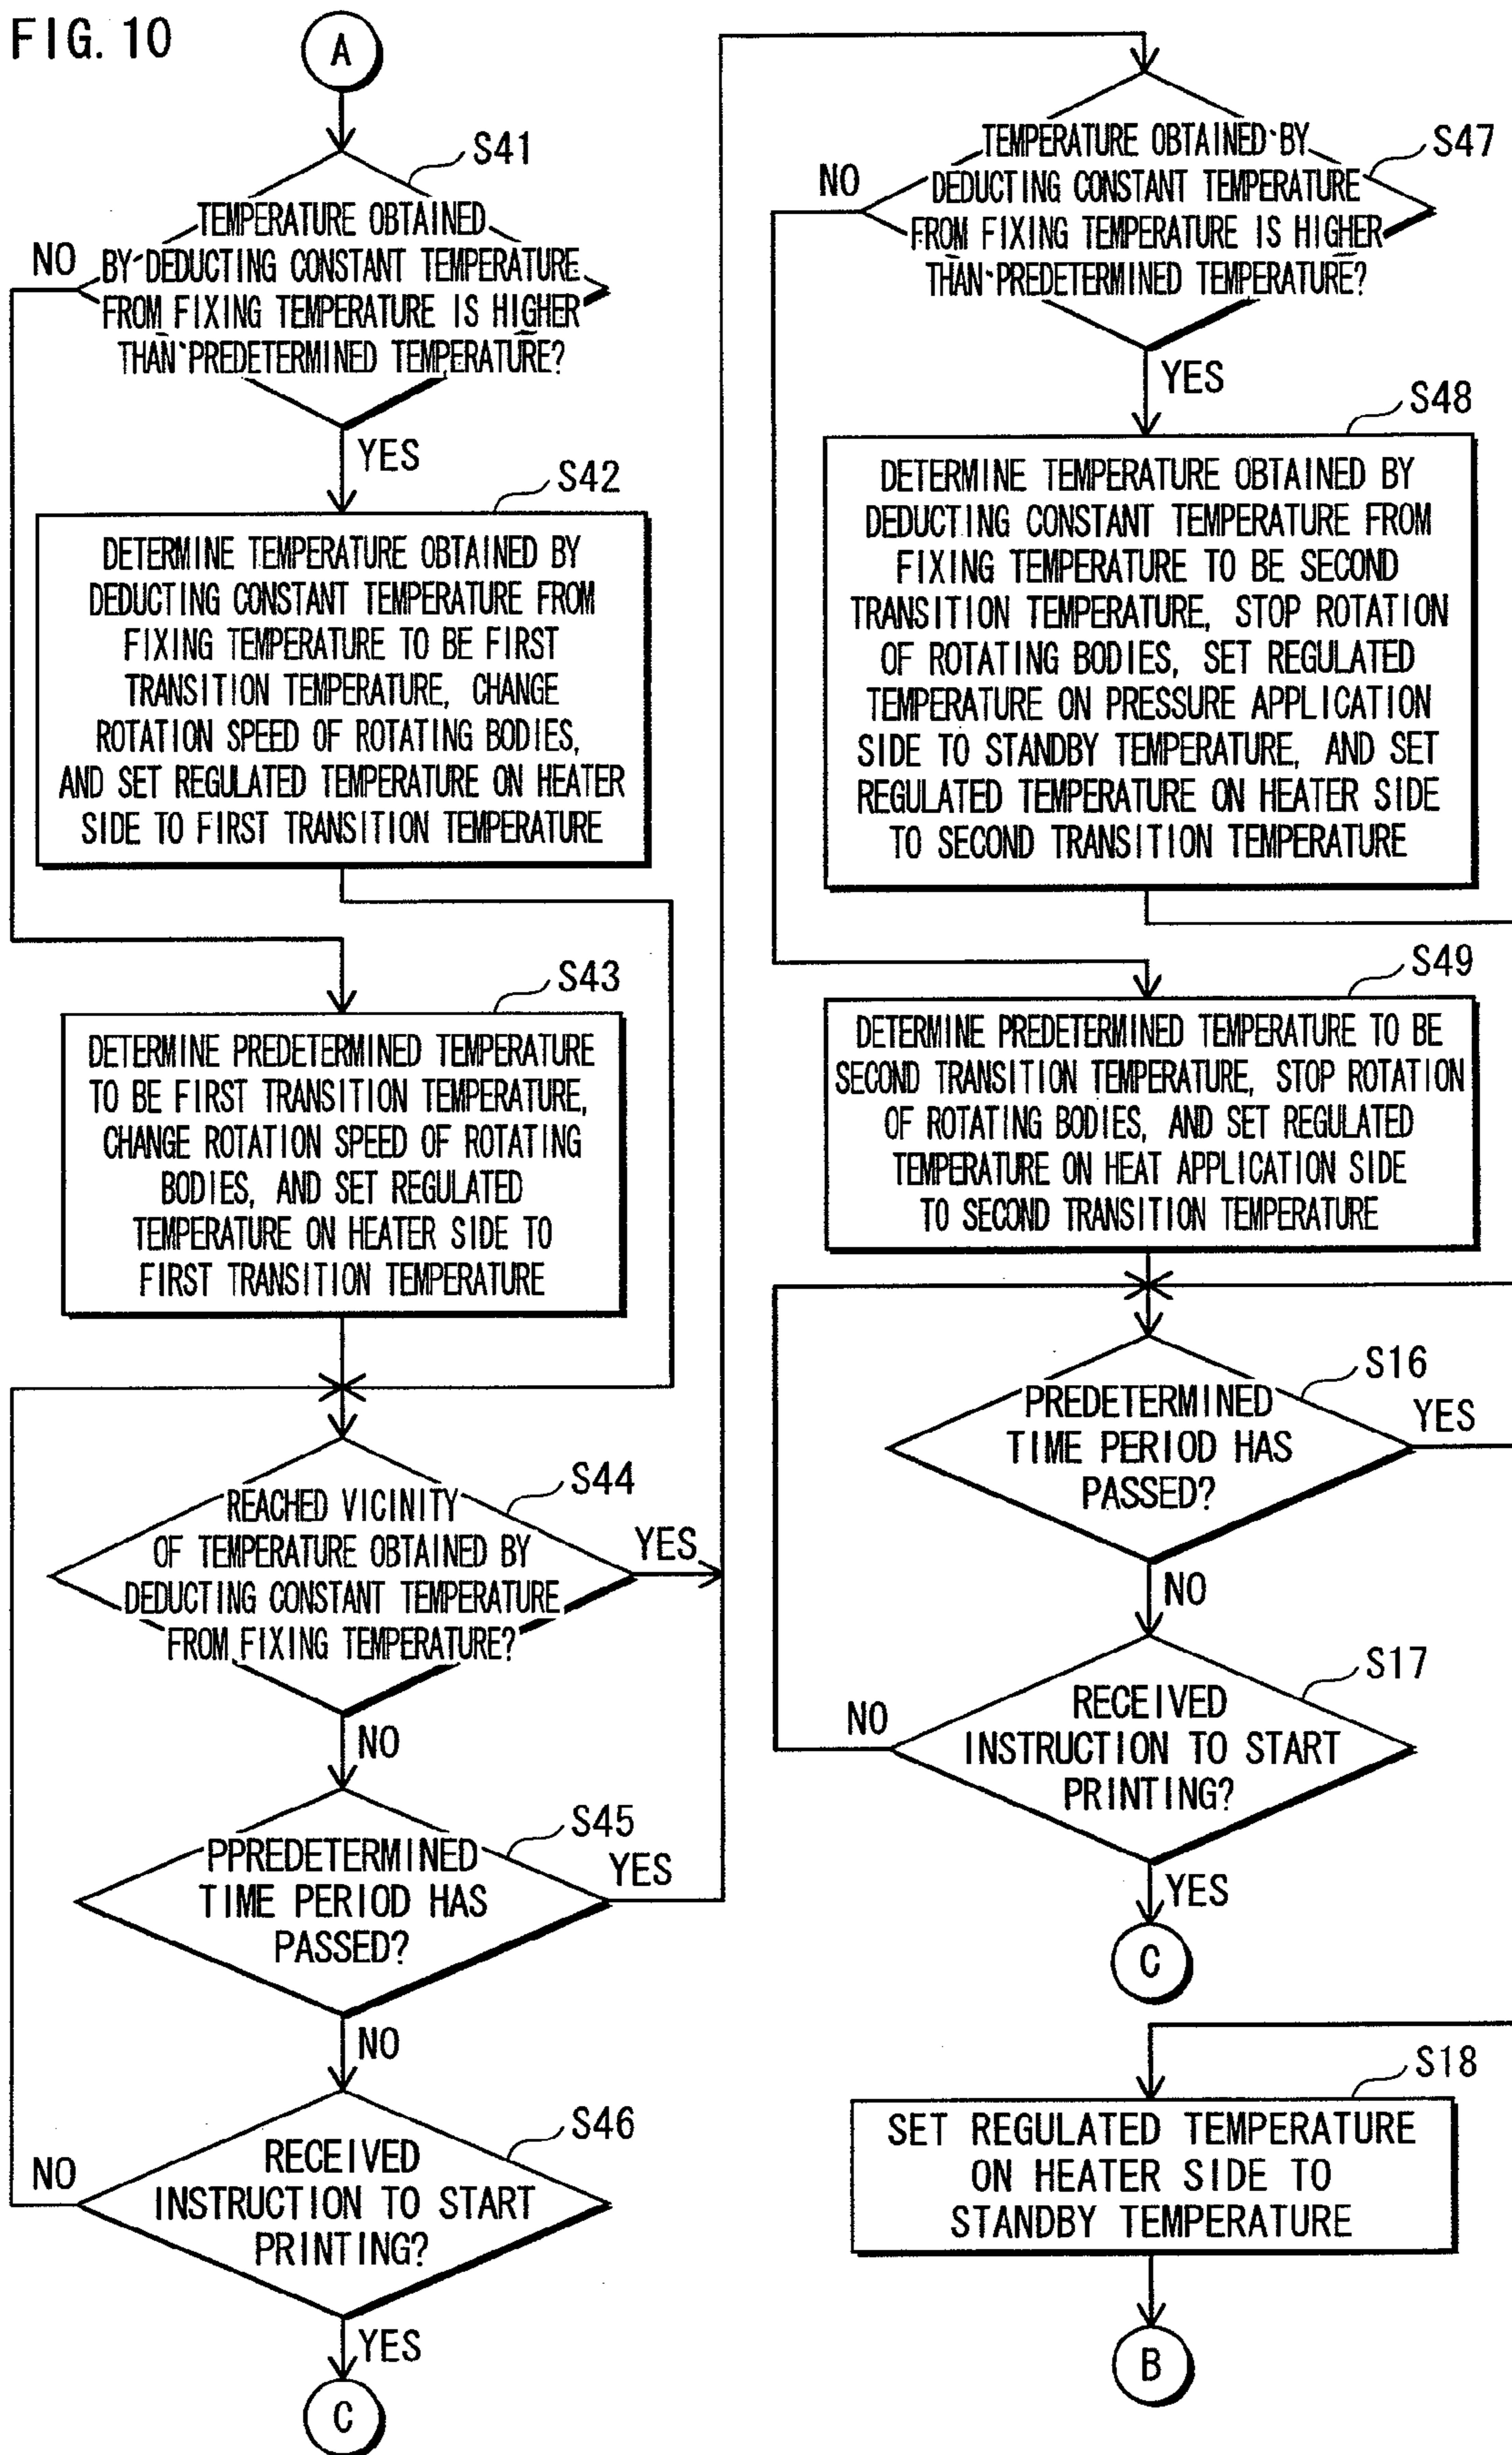 FIG. 10
A
S41
TEMPERATURE OBTAINED
BY DEDUCTING CONSTANT TEMPERATURE
FROM FIXING TEMPERATURE IS HIGHER
THAN PREDETERMINED TEMPERATURE?
NO
YES
S42
DETERMINE TEMPERATURE OBTAINED BY
DEDUCTING CONSTANT TEMPERATURE FROM
FIXING TEMPERATURE TO BE FIRST
TRANSITION TEMPERATURE, CHANGE
ROTATION SPEED OF ROTATING BODIES,
AND SET REGULATED TEMPERATURE ON HEATER
SIDE TO FIRST TRANSITION TEMPERATURE
S43
DETERMINE PREDETERMINED TEMPERATURE
TO BE FIRST TRANSITION TEMPERATURE,
CHANGE ROTATION SPEED OF ROTATING
BODIES, AND SET REGULATED
TEMPERATURE ON HEATER SIDE TO
FIRST TRANSITION TEMPERATURE
S44
REACHED VICINITY
OF TEMPERATURE OBTAINED BY
DEDUCTING CONSTANT TEMPERATURE
FROM FIXING TEMPERATURE?
YES
NO
S45
PPREDETERMINED
TIME PERIOD HAS
PASSED?
YES
NO
S46
RECEIVED
INSTRUCTION TO START
PRINTING?
NO
YES
C
S47
TEMPERATURE OBTAINED BY
DEDUCTING CONSTANT TEMPERATURE
FROM FIXING TEMPERATURE IS HIGHER
THAN PREDETERMINED TEMPERATURE?
NO
YES
S48
DETERMINE TEMPERATURE OBTAINED BY
DEDUCTING CONSTANT TEMPERATURE FROM
FIXING TEMPERATURE TO BE SECOND
TRANSITION TEMPERATURE, STOP ROTATION
OF ROTATING BODIES, SET REGULATED
TEMPERATURE ON PRESSURE APPLICATION
SIDE TO STANDBY TEMPERATURE, AND SET
REGULATED TEMPERATURE ON HEATER SIDE
TO SECOND TRANSITION TEMPERATURE
S49
DETERMINE PREDETERMINED TEMPERATURE TO BE
SECOND TRANSITION TEMPERATURE, STOP ROTATION
OF ROTATING BODIES, AND SET REGULATED
TEMPERATURE ON HEAT APPLICATION SIDE
TO SECOND TRANSITION TEMPERATURE
S16
PREDETERMINED
TIME PERIOD HAS
PASSED?
YES
NO
S17
RECEIVED
INSTRUCTION TO START
PRINTING?
NO
YES
C
S18
SET REGULATED TEMPERATURE
ON HEATER SIDE TO
STANDBY TEMPERATURE
B